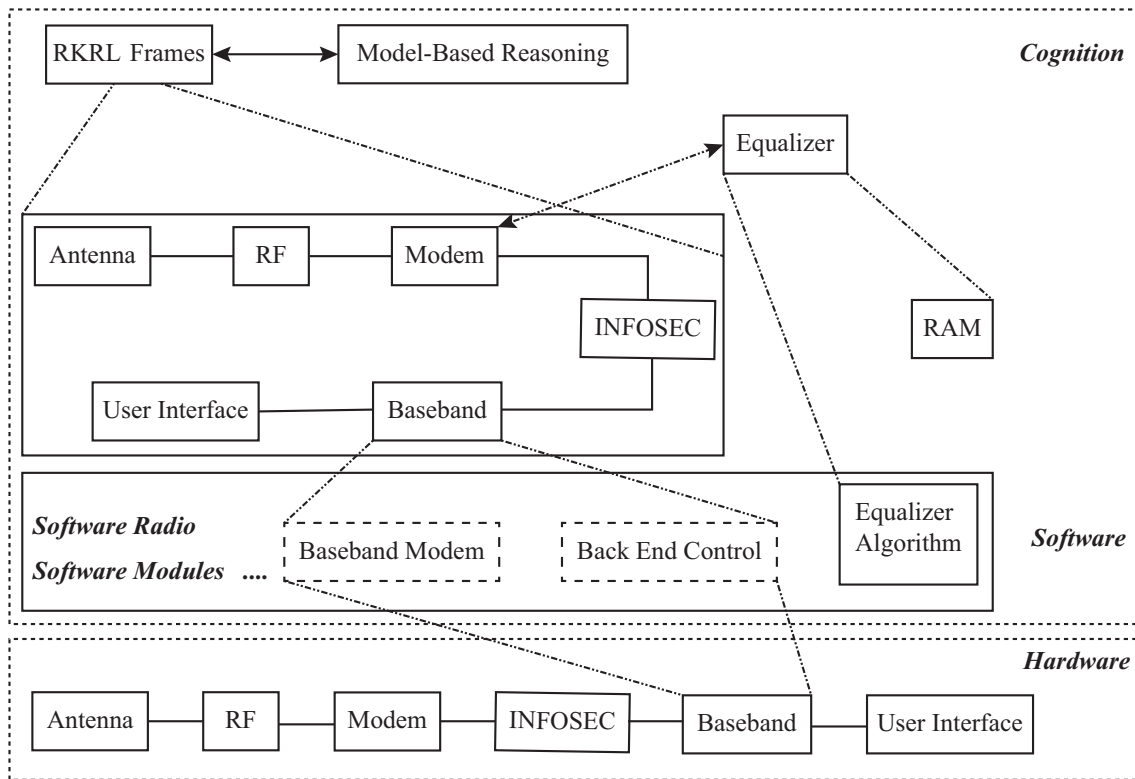 RKRL Frames
Model-Based Reasoning
Cognition
Equalizer
Antenna
RF
Modem
INFOSEC
RAM
User Interface
Baseband
Software Radio
Software Modules ....
Baseband Modem
Back End Control
Equalizer
Algorithm
Software
Hardware
Antenna
RF
Modem
INFOSEC
Baseband
User Interface